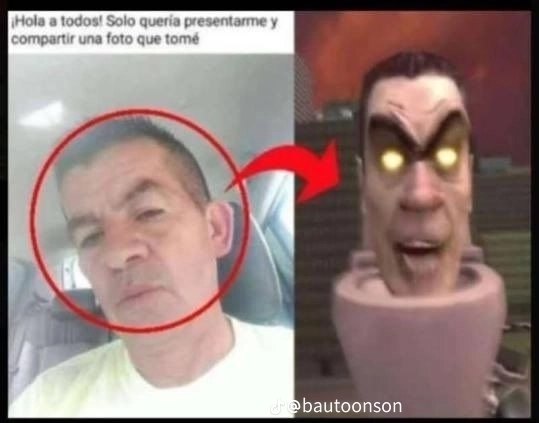 ¡Hola a todos! Solo quería presentarme y
compartir una foto que tomé
@bautoonson